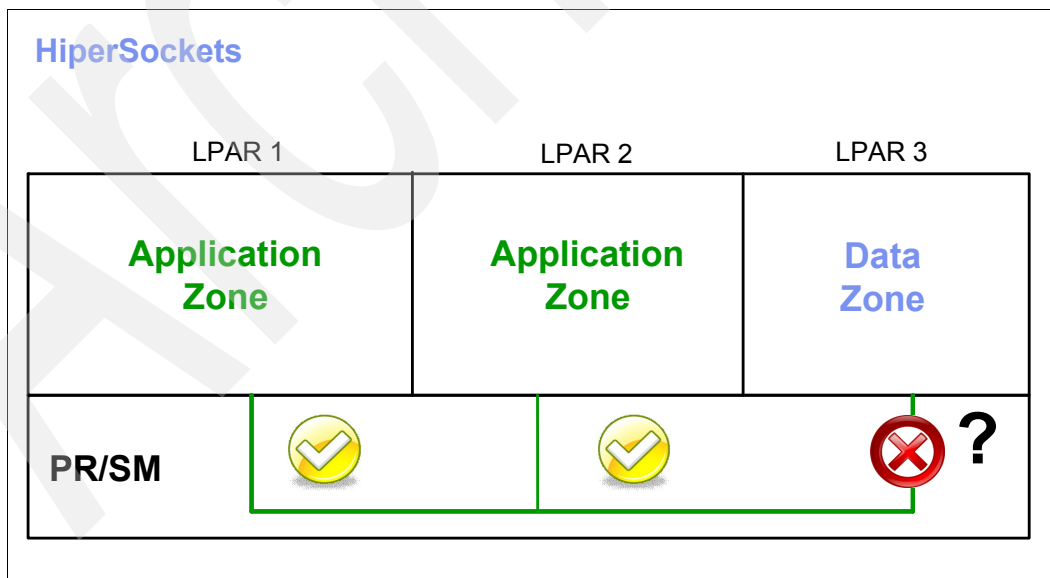 HiperSockets
LPAR 1
LPAR 2
LPAR 3
Application
Zone
Application
Zone
Data
Zone
PR/SM
?